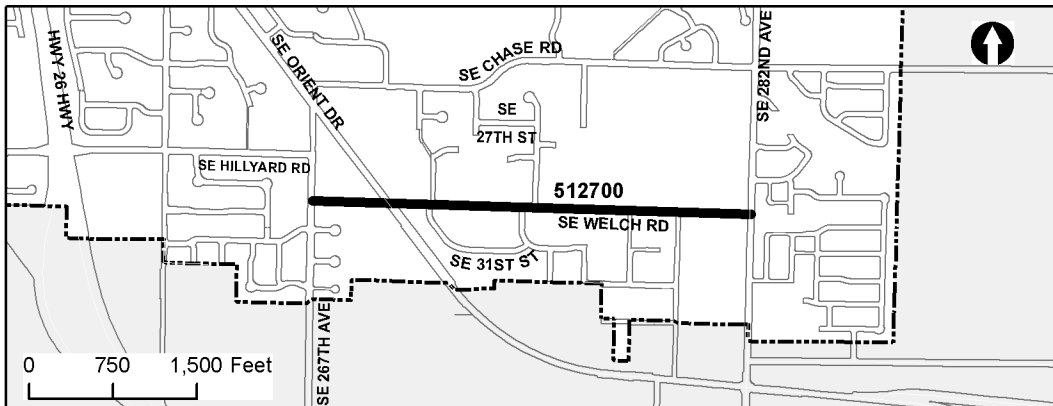 HWY 26 HWY
SE ORIENT DR
SE CHASE RD
SE 282ND AVE
SE
27TH ST
SE HILLYARD RD
512700
SE WELCH RD
SE 31ST ST
SE 267TH AVE
0 750 1,500 Feet